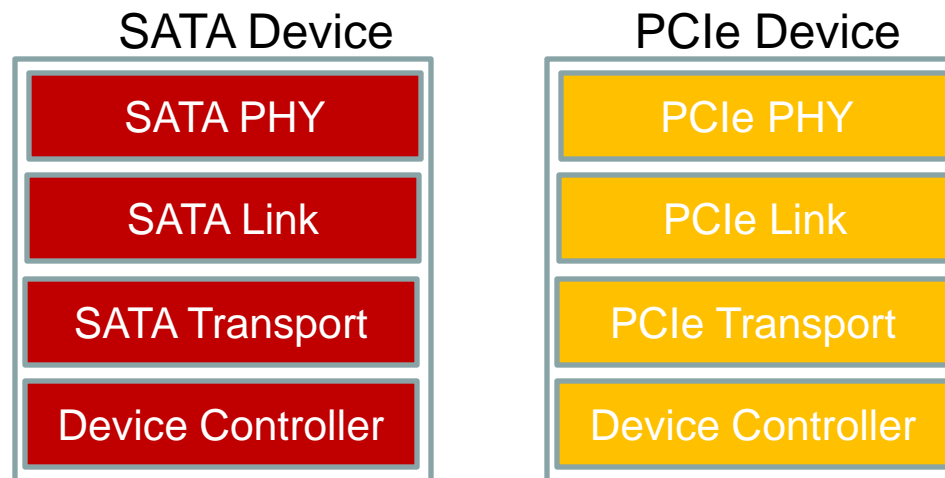 SATA Device
SATA PHY
SATA Link
SATA Transport
Device Controller
PCIe Device
PCIe PHY
PCIe Link
PCIe Transport
Device Controller